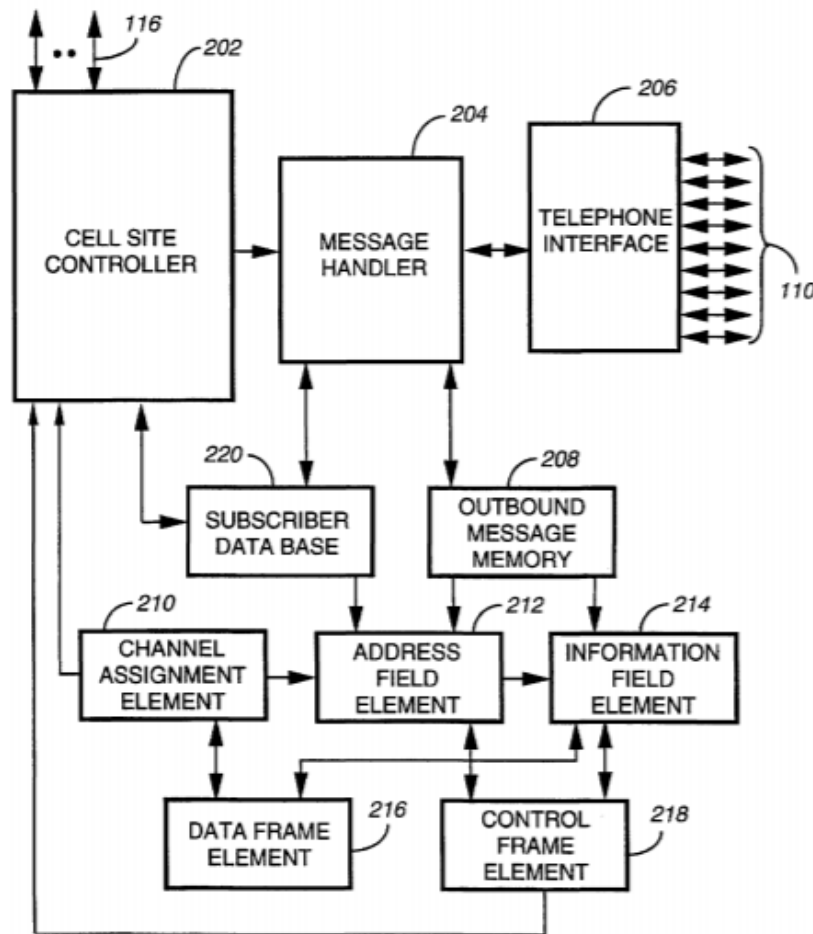 116
202
204
206
CELL SITE
CONTROLLER
MESSAGE
HANDLER
TELEPHONE
INTERFACE
110
220
208
SUBSCRIBER
DATA BASE
OUTBOUND
MESSAGE
MEMORY
210
212
214
CHANNEL
ASSIGNMENT
ELEMENT
ADDRESS
FIELD
ELEMENT
INFORMATION
FIELD
ELEMENT
DATA FRAME
ELEMENT
216
CONTROL
FRAME
ELEMENT
218